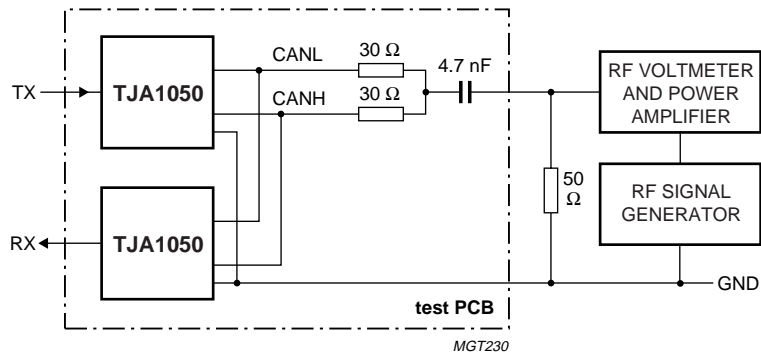 TX
TJA1050
CANL
30 Ω
CANH
30 Ω
4.7 nF
RF VOLTMETER
AND POWER
AMPLIFIER
50
Ω
RF SIGNAL
GENERATOR
RX
TJA1050
GND
test PCB
MGT230